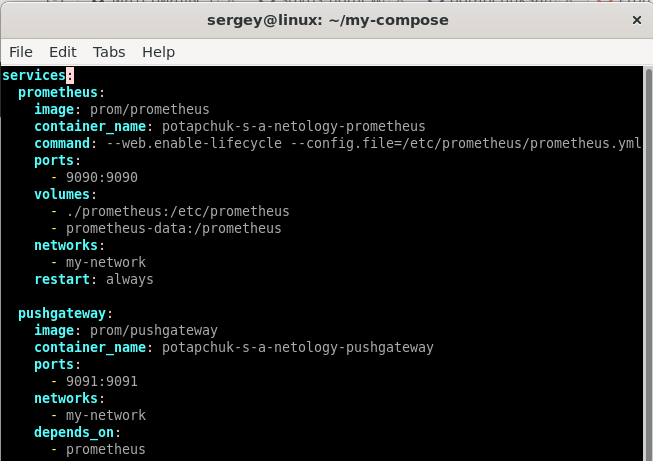 sergey@linux: ~/my-compose
File Edit Tabs Help
services:
  prometheus:
    image: prom/prometheus
    container_name: potapchuk-s-a-netology-prometheus
    command: --web.enable-lifecycle --config.file=/etc/prometheus/prometheus.yml
    ports:
      - 9090:9090
    volumes:
      - ./prometheus:/etc/prometheus
      - prometheus-data:/prometheus
    networks:
      - my-network
    restart: always

  pushgateway:
    image: prom/pushgateway
    container_name: potapchuk-s-a-netology-pushgateway
    ports:
      - 9091:9091
    networks:
      - my-network
    depends_on:
      - prometheus